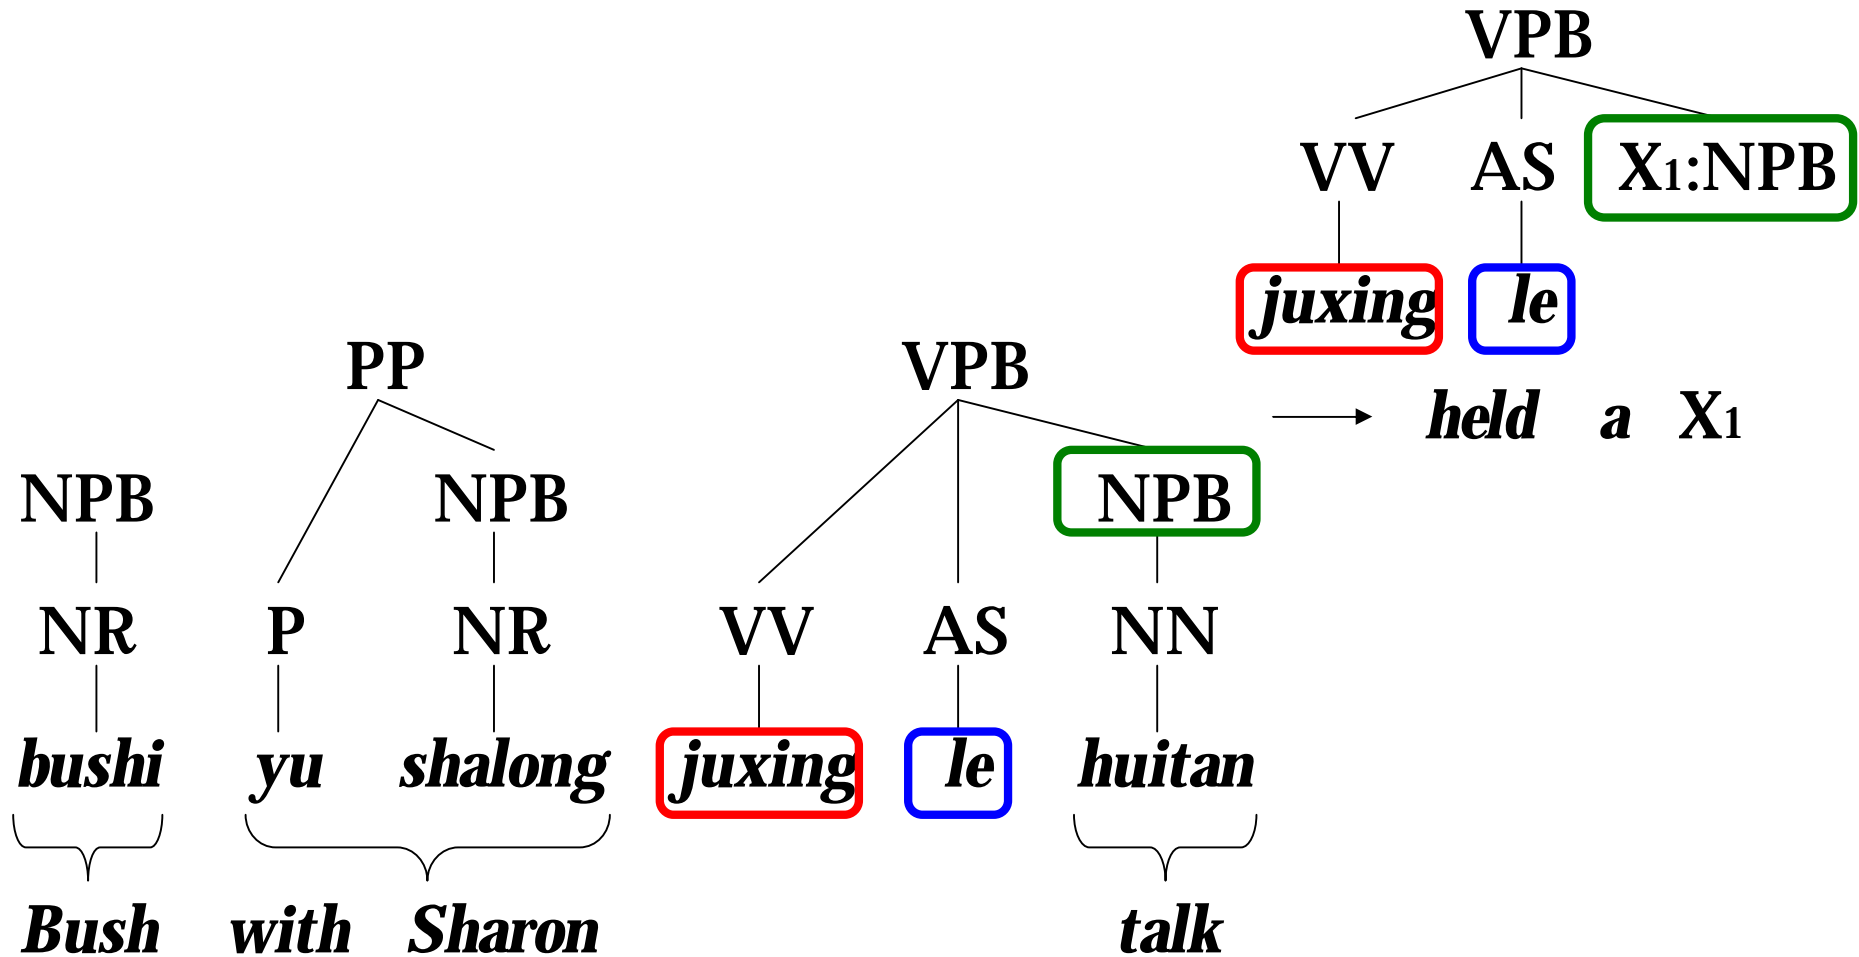 VPB
VV AS X1:NPB
juxing le
PP VPB
held a X1
NPB NPB NPB
NR P NR VV AS NN
bushi yu shalong juxing le huitan
Bush with Sharon talk